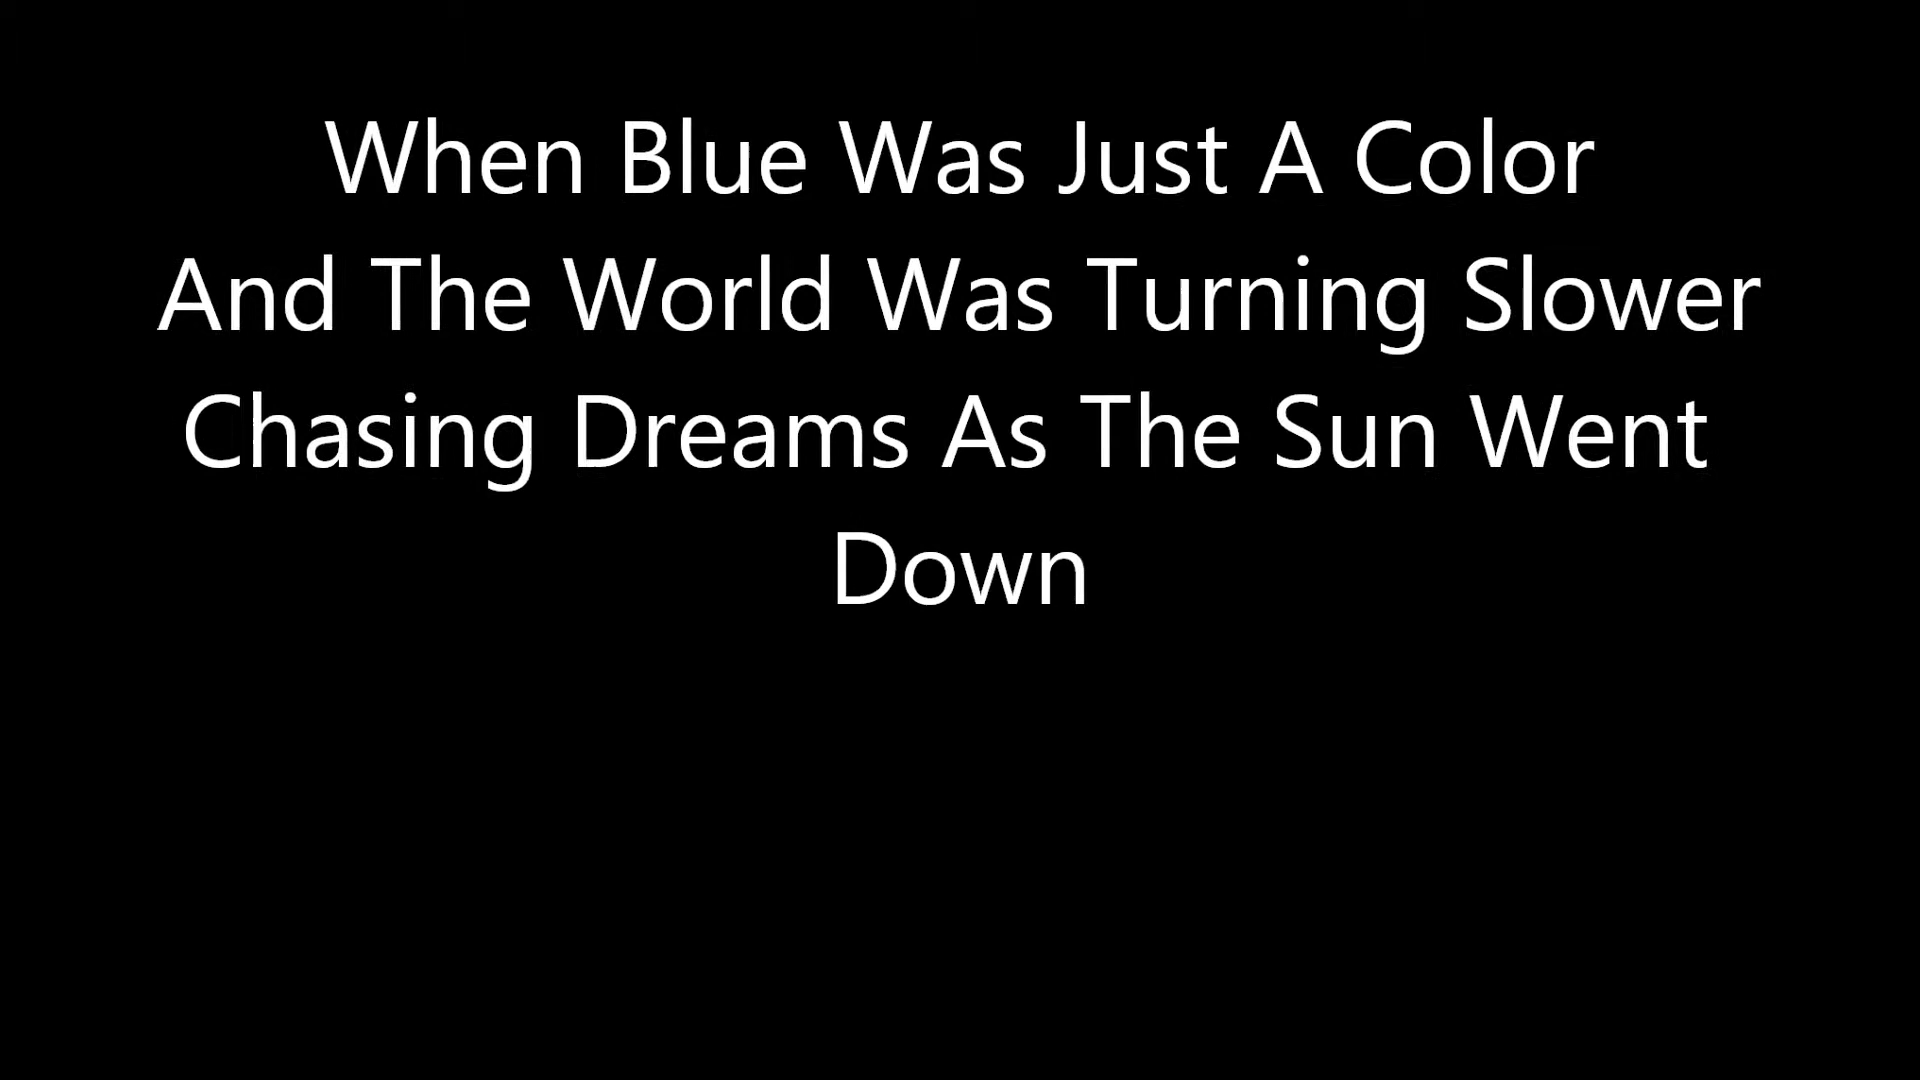 When Blue Was Just A Color
And The World Was Turning Slower
Chasing Dreams As The Sun Went
Down